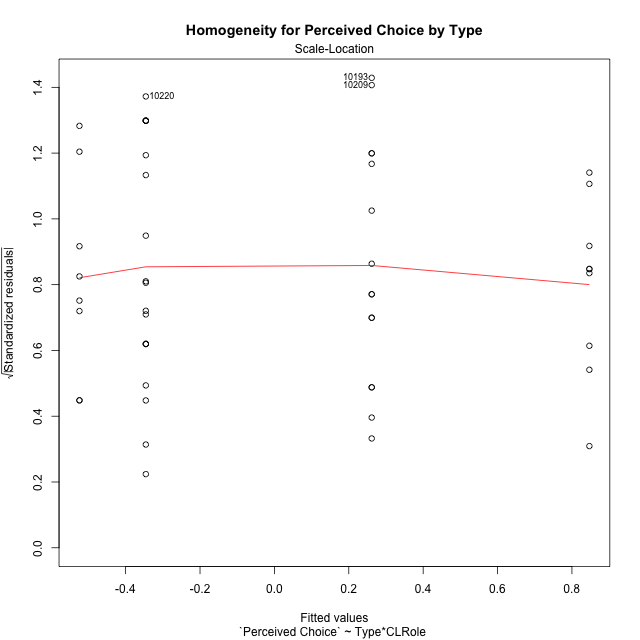 Homogeneity for Perceived Choice by Type
Scale-Location
10193
10209
10220
1.4
1.2
1.0
0.8
0.6
0.4
0.2
0.0
√|Standardized residuals|
-0.4 -0.2 0.0 0.2 0.4 0.6 0.8
Fitted values
`Perceived Choice` ~ Type*CLRole